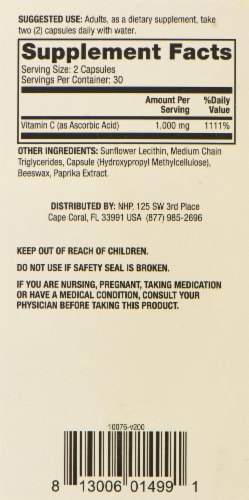 SUGGESTED USE: Adults, as a dietary supplement, take
two (2) capsules daily with water.
Supplement Facts
Serving Size: 2 Capsules
Servings Per Container: 30
Amount Per %Daily
Serving Value
Vitamin C (as Ascorbic Acid) 1,000 mg 1111%
OTHER INGREDIENTS: Sunflower Lecithin, Medium Chain
Triglycerides, Capsule (Hydroxypropyl Methylcellulose),
Beeswax, Paprika Extract.
DISTRIBUTED BY: NHP, 125 SW 3rd Place
Cape Coral, FL 33991 USA (877) 985-2696
KEEP OUT OF REACH OF CHILDREN.
DO NOT USE IF SAFETY SEAL IS BROKEN.
IF YOU ARE NURSING, PREGNANT, TAKING MEDICATION
OR HAVE A MEDICAL CONDITION, CONSULT YOUR
PHYSICIAN BEFORE TAKING THIS PRODUCT.
10076-v200
8 13006 01499 1